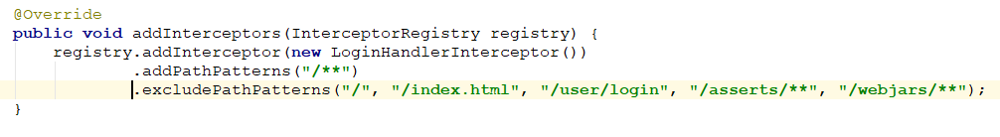 @Override
public void addInterceptors(InterceptorRegistry registry) {
registry.addInterceptor(new LoginHandlerInterceptor())
.addPathPatterns("/**")
.excludePathPatterns("/", "/index.html", "/user/login", "/asserts/**", "/webjars/**");
}